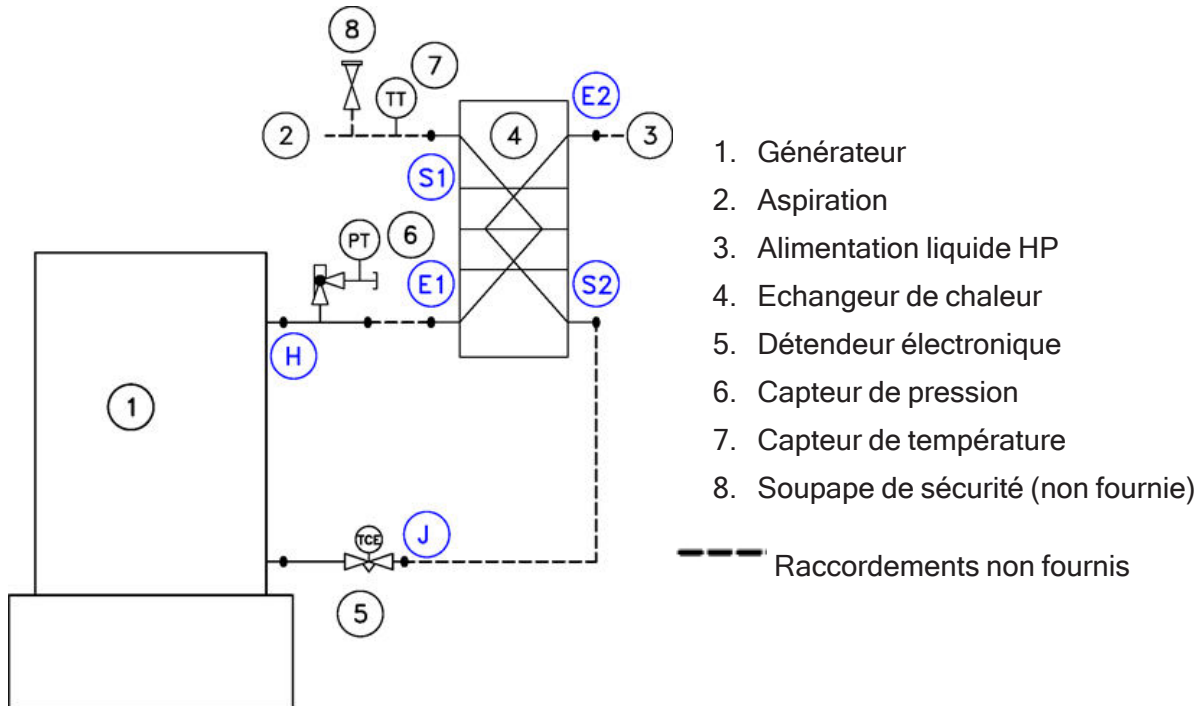 8
7
TT
E2
2
4
3
S1
PT
6
E1
S2
H
1
TCE
J
5
1. Générateur
2. Aspiration
3. Alimentation liquide HP
4. Echangeur de chaleur
5. Détendeur électronique
6. Capteur de pression
7. Capteur de température
8. Soupape de sécurité (non fournie)
Raccordements non fournis